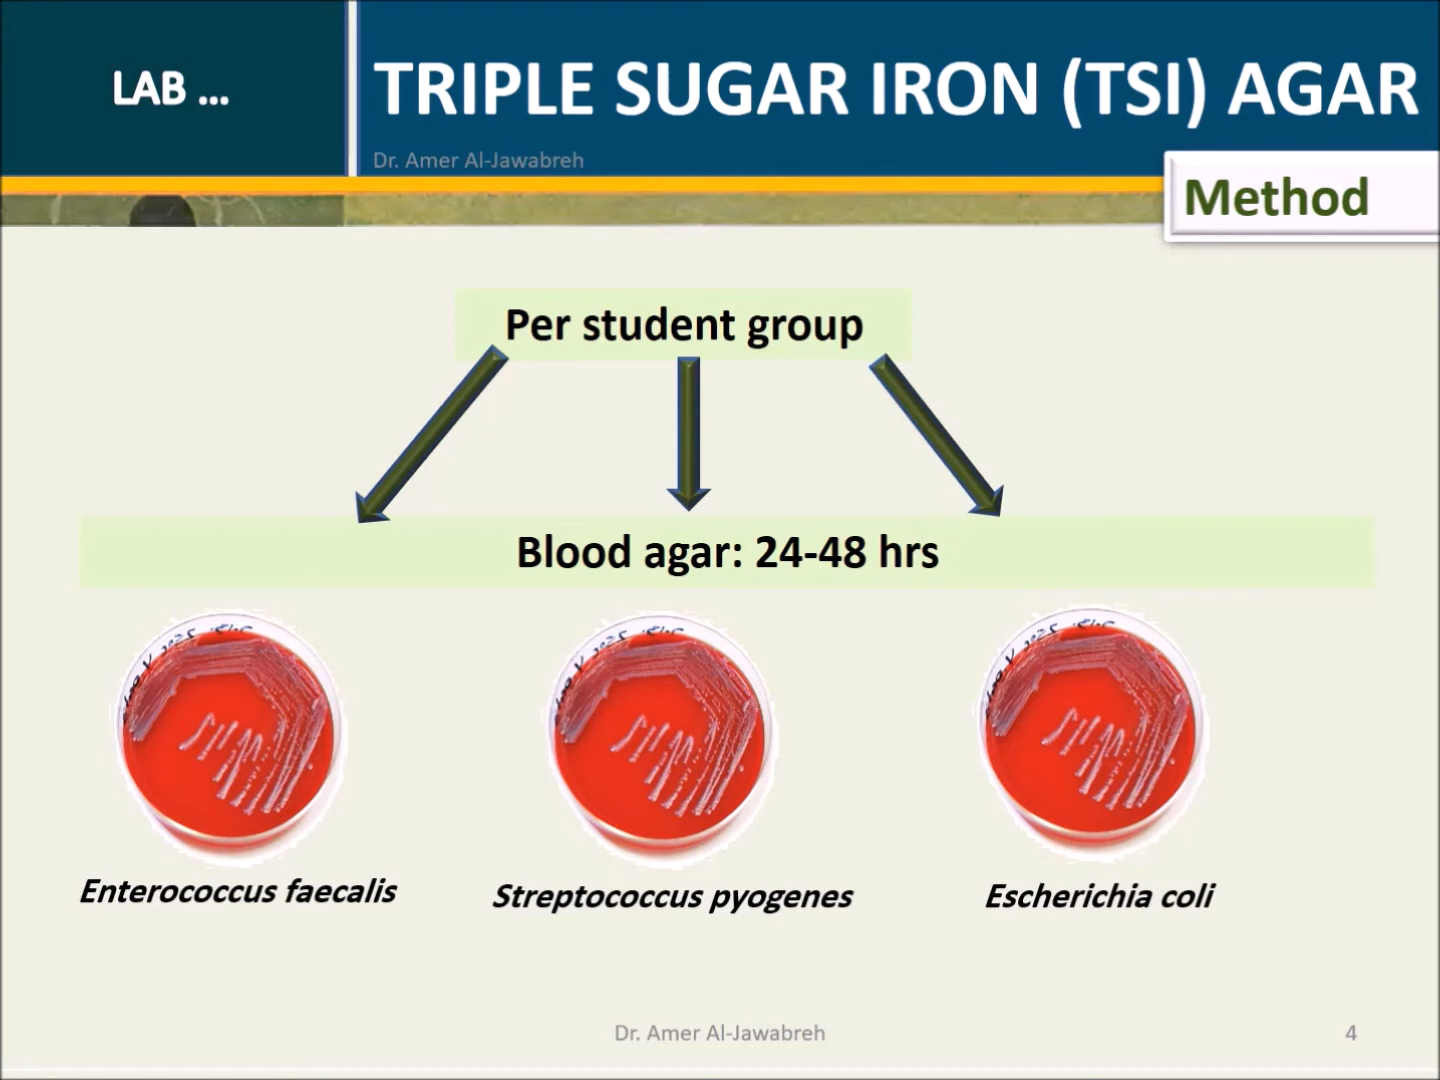 LAB ...
TRIPLE SUGAR IRON (TSI) AGAR
Dr. Amer Al-Jawabreh
Method
Per student group
Blood agar: 24-48 hrs
Enterococcus faecalis
Streptococcus pyogenes
Escherichia coli
Dr. Amer Al-Jawabreh
4